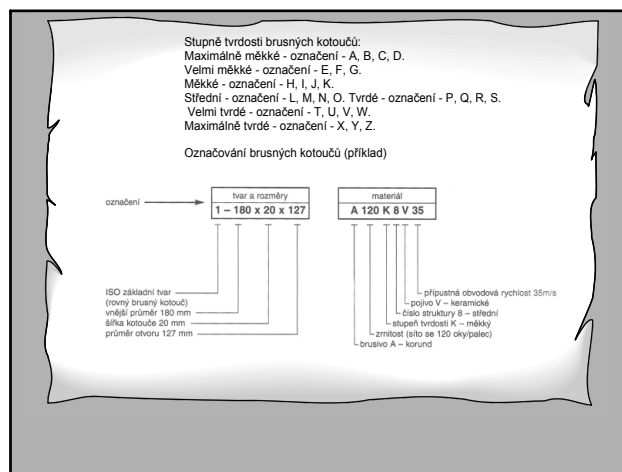 Stupně tvrdosti brusných kotoučů:
Maximálně měkké - označení - A, B, C, D.
Velmi měkké - označení - E, F, G.
Měkké - označení - H, I, J, K.
Střední - označení - L, M, N, O. Tvrdé - označení - P, Q, R, S.
Velmi tvrdé - označení - T, U, V, W.
Maximálně tvrdé - označení - X, Y, Z.
Označování brusných kotoučů (příklad)
označení
tvar a rozměry
1 – 180 x 20 x 127
materiál
A 120 K 8 V 35
ISO základní tvar
(rovný brusný kotouč)
vnější průměr 180 mm
šířka kotouče 20 mm
průměr otvoru 127 mm
přípustná obvodová rychlost 35m/s
pojivo V – keramické
číslo struktury 8 – střední
stupeň tvrdosti K – měkký
zrnitost (síto se 120 oky/palec)
brusivo A – korund